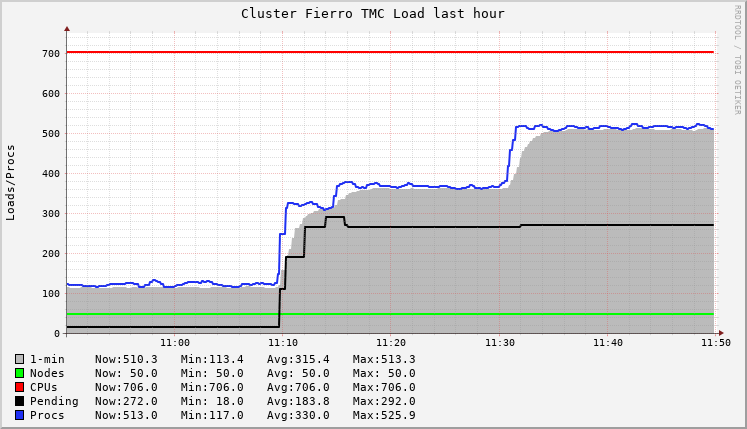 Cluster Fierro TMC Load last hour
RRDTOOL / TOBI OETIKER
Loads/Procs
700
600
500
400
300
200
100
0
11:00 11:10 11:20 11:30 11:40 11:50
1-min Now:510.3 Min:113.4 Avg:315.4 Max:513.3
Nodes Now: 50.0 Min: 50.0 Avg: 50.0 Max: 50.0
CPUs Now:706.0 Min:706.0 Avg:706.0 Max:706.0
Pending Now:272.0 Min: 18.0 Avg:183.8 Max:292.0
Procs Now:513.0 Min:117.0 Avg:330.0 Max:525.9